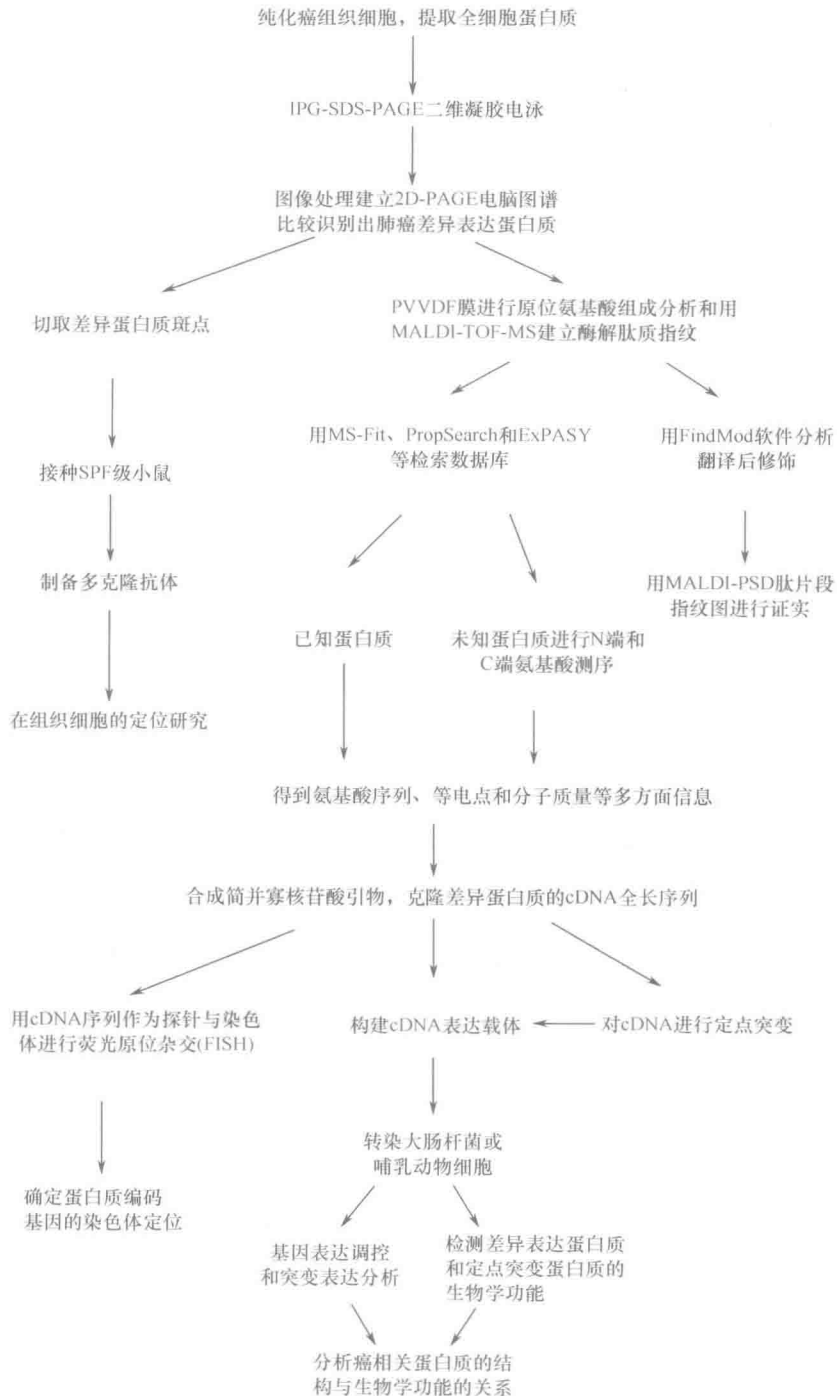 纯化癌组织细胞，提取全细胞蛋白质
IPG-SDS-PAGE二维凝胶电泳
图像处理建立2D-PAGE电脑图谱
比较识别出肺癌差异表达蛋白质
切取差异蛋白质斑点
PVVDF膜进行原位氨基酸组成分析和用
MALDI-TOF-MS建立酶解肽质指纹
用MS-Fit、PropSearch和ExPASY
等检索数据库
用FindMod软件分析
翻译后修饰
接种SPF级小鼠
制备多克隆抗体
用MALDI-PSD肽片段
指纹图进行证实
已知蛋白质
未知蛋白质进行N端和
C端氨基酸测序
在组织细胞的定位研究
得到氨基酸序列、等电点和分子质量等多方面信息
合成简并寡核苷酸引物，克隆差异蛋白质的cDNA全长序列
用cDNA序列作为探针与染色
体进行荧光原位杂交(FISH)
构建cDNA表达载体
对cDNA进行定点突变
转染大肠杆菌或
哺乳动物细胞
确定蛋白质编码
基因的染色体定位
基因表达调控
和突变表达分析
检测差异表达蛋白质
和定点突变蛋白质的
生物学功能
分析癌相关蛋白质的结
构与生物学功能的关系